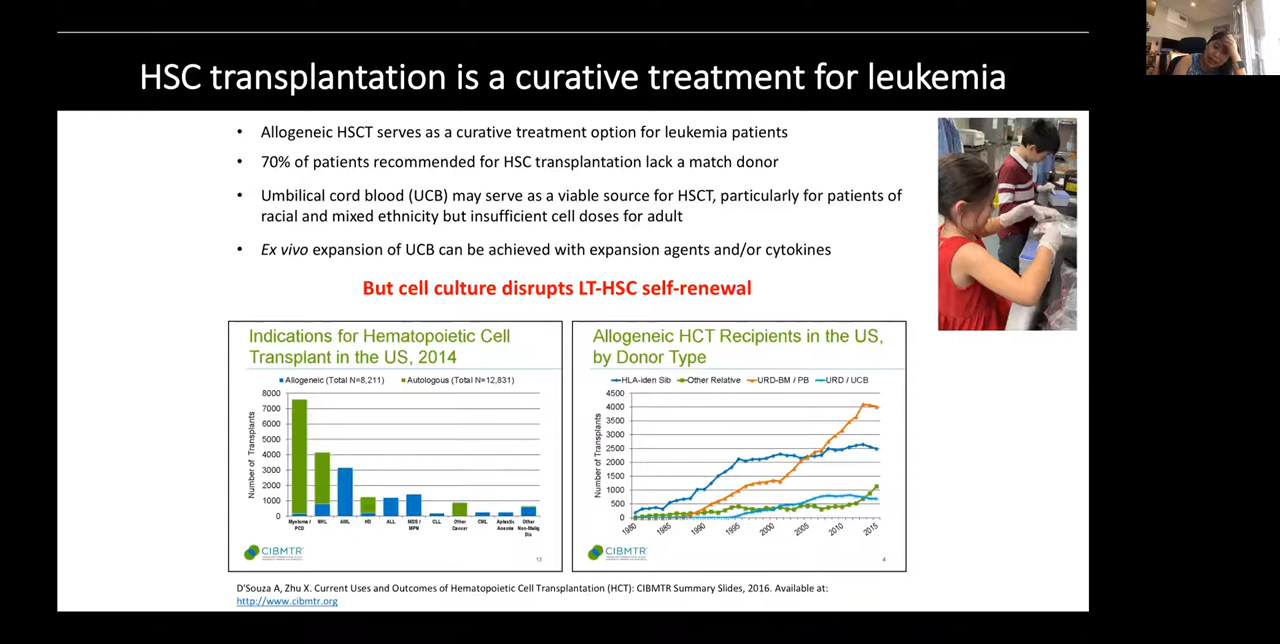 HSC transplantation is a curative treatment for leukemia
• Allogeneic HSCT serves as a curative treatment option for leukemia patients
• 70% of patients recommended for HSC transplantation lack a match donor
• Umbilical cord blood (UCB) may serve as a viable source for HSCT, particularly for patients of
racial and mixed ethnicity but insufficient cell doses for adult
• Ex vivo expansion of UCB can be achieved with expansion agents and/or cytokines
But cell culture disrupts LT-HSC self-renewal
Indications for Hematopoietic Cell
Transplant in the US, 2014
Allogeneic (Total N=8,211) Autologous (Total N=12,831)
Number of Transplants
8000
7000
6000
5000
4000
3000
2000
1000
0
Myeloma / PCD NHL AML HD ALL MDS / MPN CLL Other Cancer CML Aplastic Anemia Other Non-Malig Dis
CIBMTR
13
Allogeneic HCT Recipients in the US,
by Donor Type
HLA-iden Sib Other Relative URD-BM / PB URD / UCB
Number of Transplants
4500
4000
3500
3000
2500
2000
1500
1000
500
0
1980 1985 1990 1995 2000 2005 2010 2015
CIBMTR
4
D'Souza A, Zhu X. Current Uses and Outcomes of Hematopoietic Cell Transplantation (HCT): CIBMTR Summary Slides, 2016. Available at:
http://www.cibmtr.org